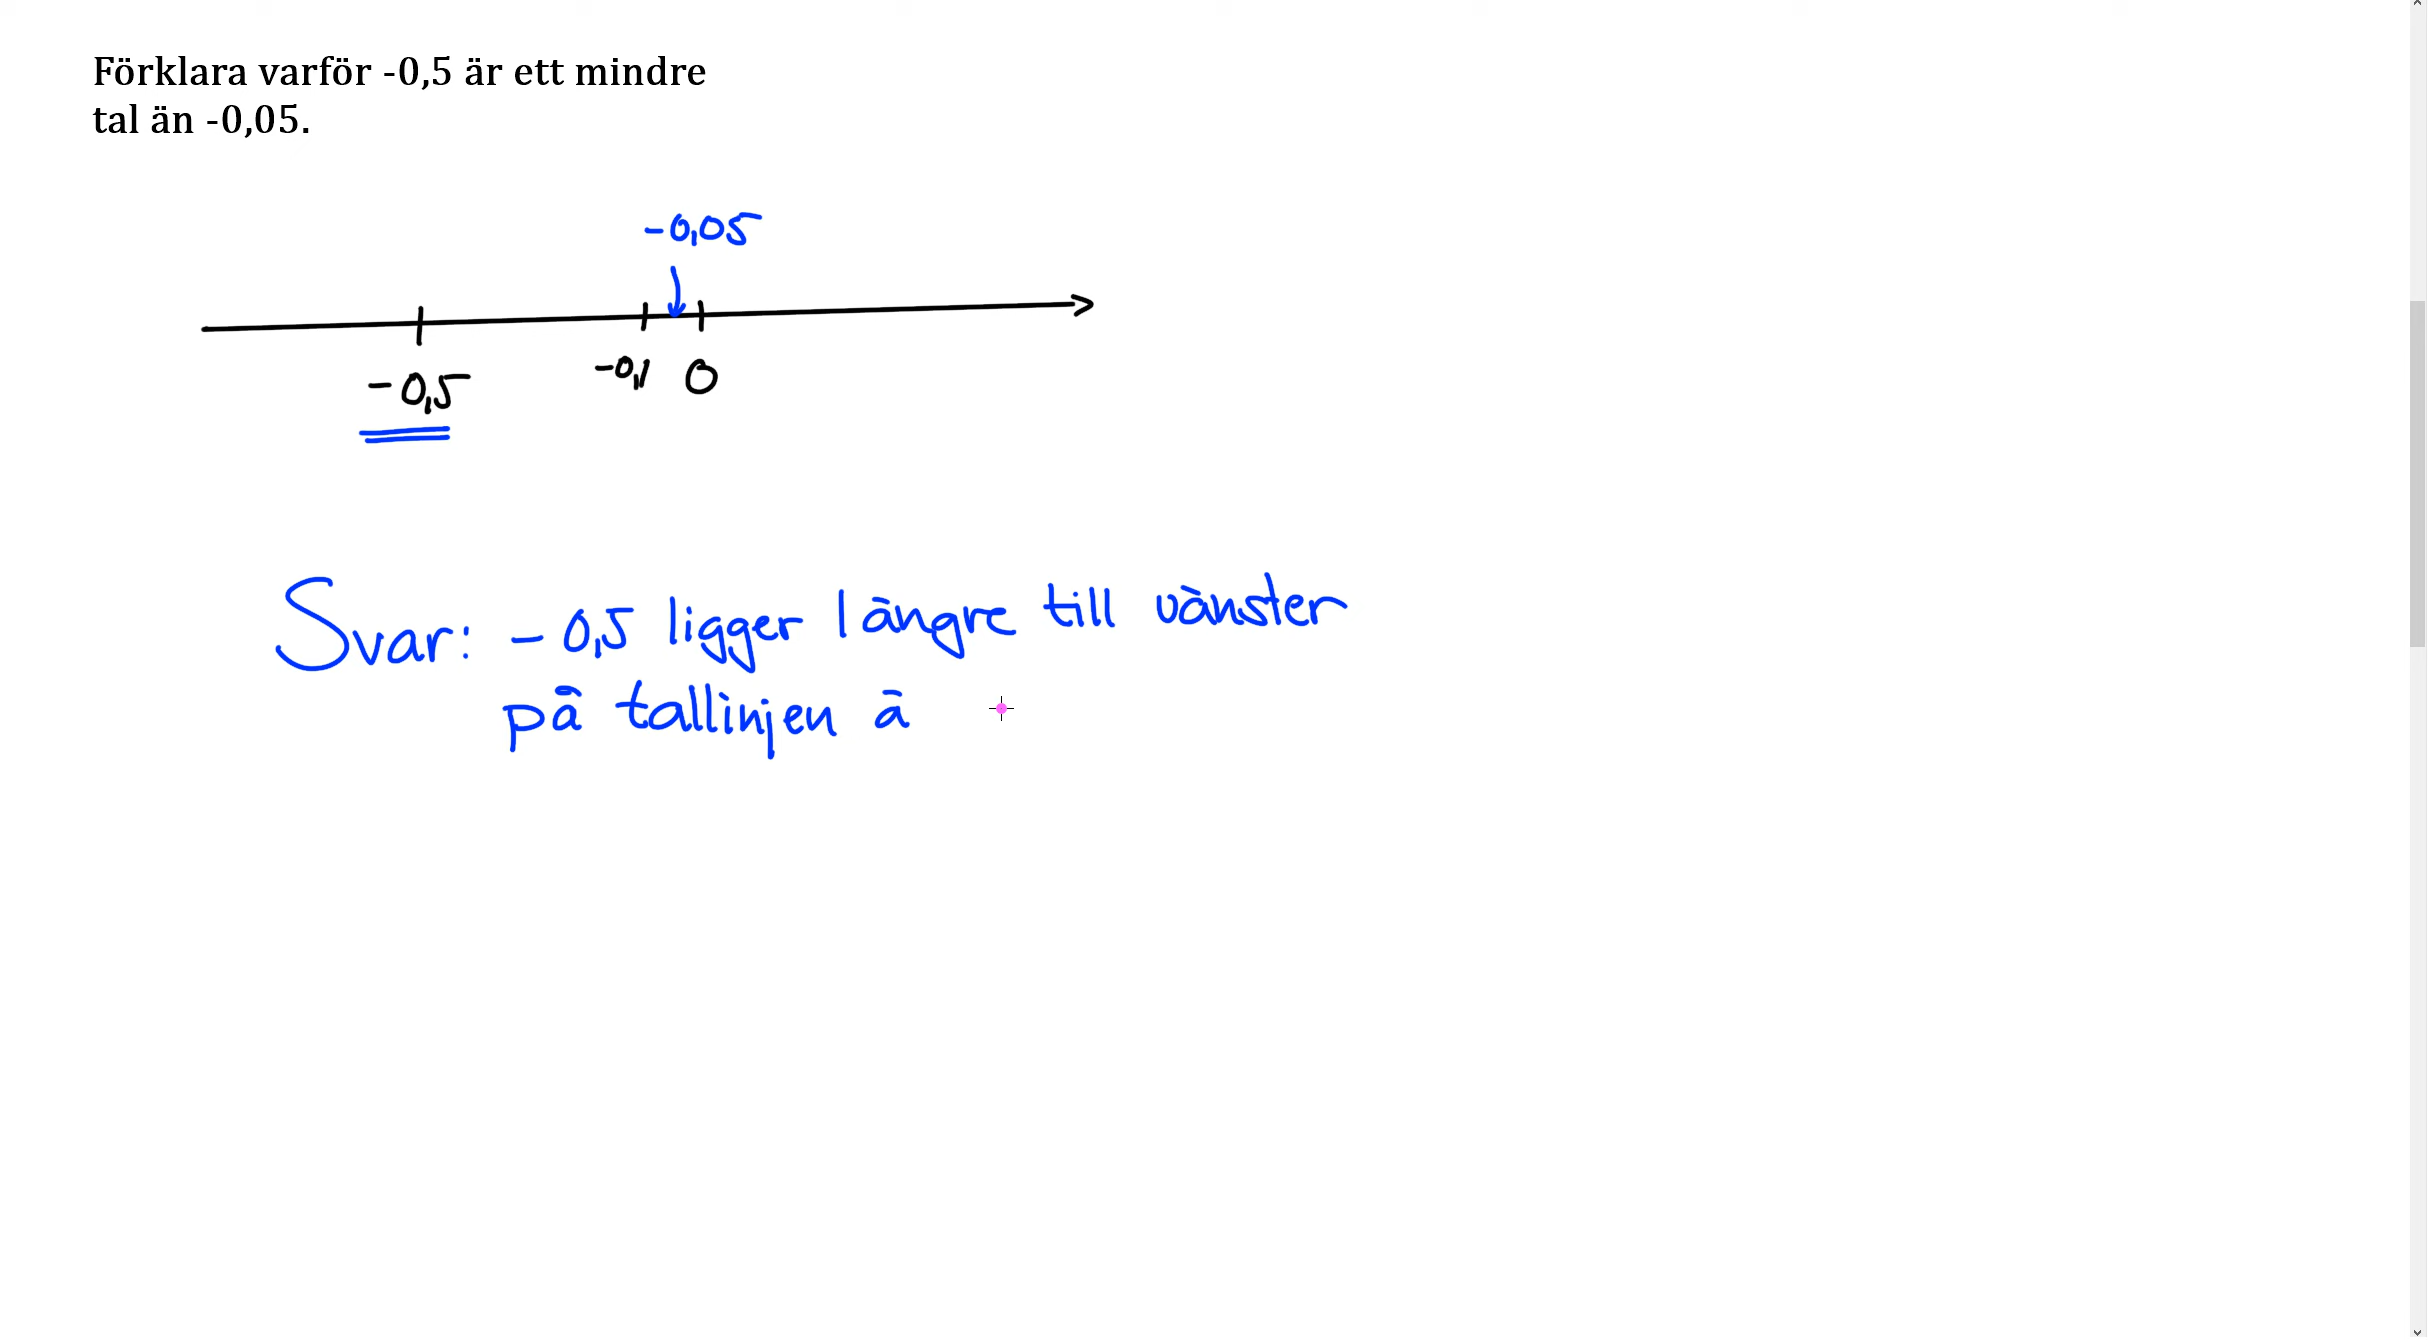 Förklara varför -0,5 är ett mindre
tal än -0,05.
-0,05
-0,5
-0,1
0
Svar: -0,5 ligger längre till vänster
på tallinjen ä